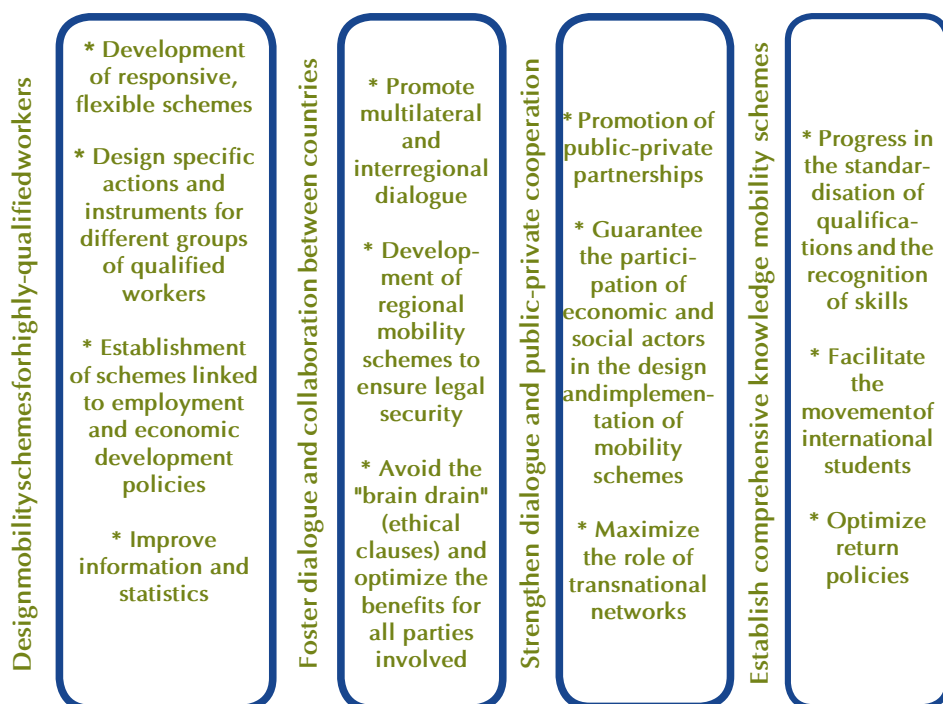 Designmobilityschemesforhighly-qualifiedworkers
* Development
of responsive,
flexible schemes
* Design specific
actions and
instruments for
different groups
of qualified
workers
* Establishment
of schemes linked
to employment
and economic
development
policies
* Improve
information and
statistics
Foster dialogue and collaboration between countries
* Promote
multilateral
and
interregional
dialogue
* Develop-
ment of
regional
mobility
schemes to
ensure legal
security
* Avoid the
"brain drain"
(ethical
clauses) and
optimize the
benefits for
all parties
involved
Strengthen dialogue and public-private cooperation
* Promotion of
public-private
partnerships
* Guarantee
the partici-
pation of
economic and
social actors
in the design
andimplemen-
tation of
mobility
schemes
* Maximize
the role of
transnational
networks
Establish comprehensive knowledge mobility schemes
* Progress in
the standar-
disation of
qualifica-
tions and the
recognition
of skills
* Facilitate
the
movementof
international
students
* Optimize
return
policies